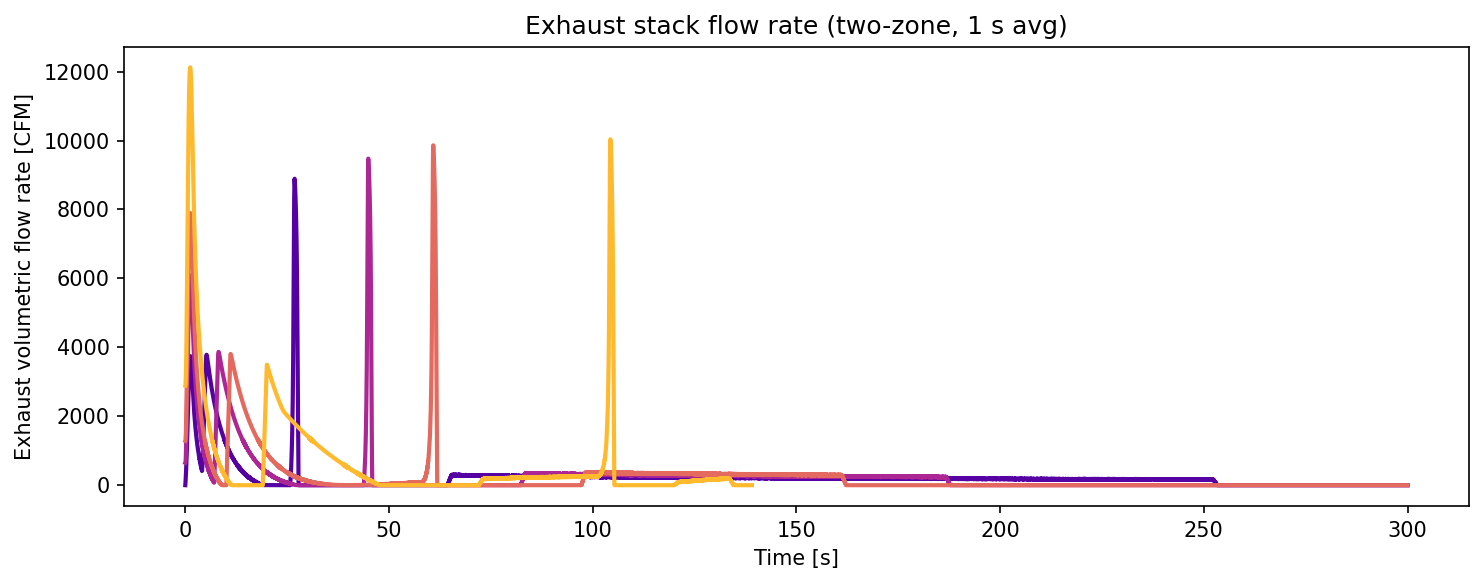 Exhaust stack flow rate (two-zone, 1 s avg)
Exhaust volumetric flow rate [CFM]
12000
10000
8000
6000
4000
2000
0
0 50 100 150 200 250 300
Time [s]